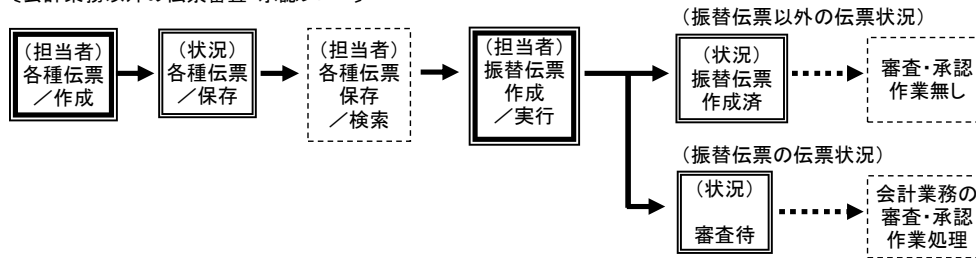 (担当者)
各種伝票
／作成
(状況)
各種伝票
／保存
(担当者)
各種伝票
保存
／検索
(担当者)
振替伝票
作成
／実行
(振替伝票以外の伝票状況)
(状況)
振替伝票
作成済
審査・承認
作業無し
(振替伝票の伝票状況)
(状況)
審査待
会計業務の
審査・承認
作業処理